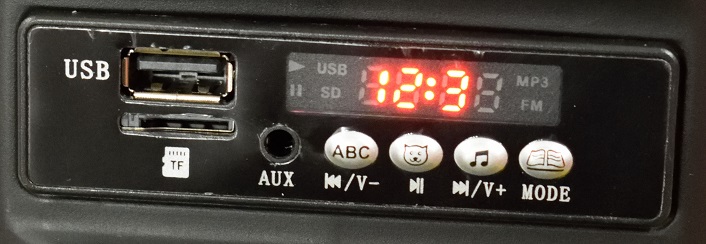 USB
USB
SD
12:3
MP3
FM
TF
ABC
AUX
⏮/V-
⏯
⏭/V+
MODE